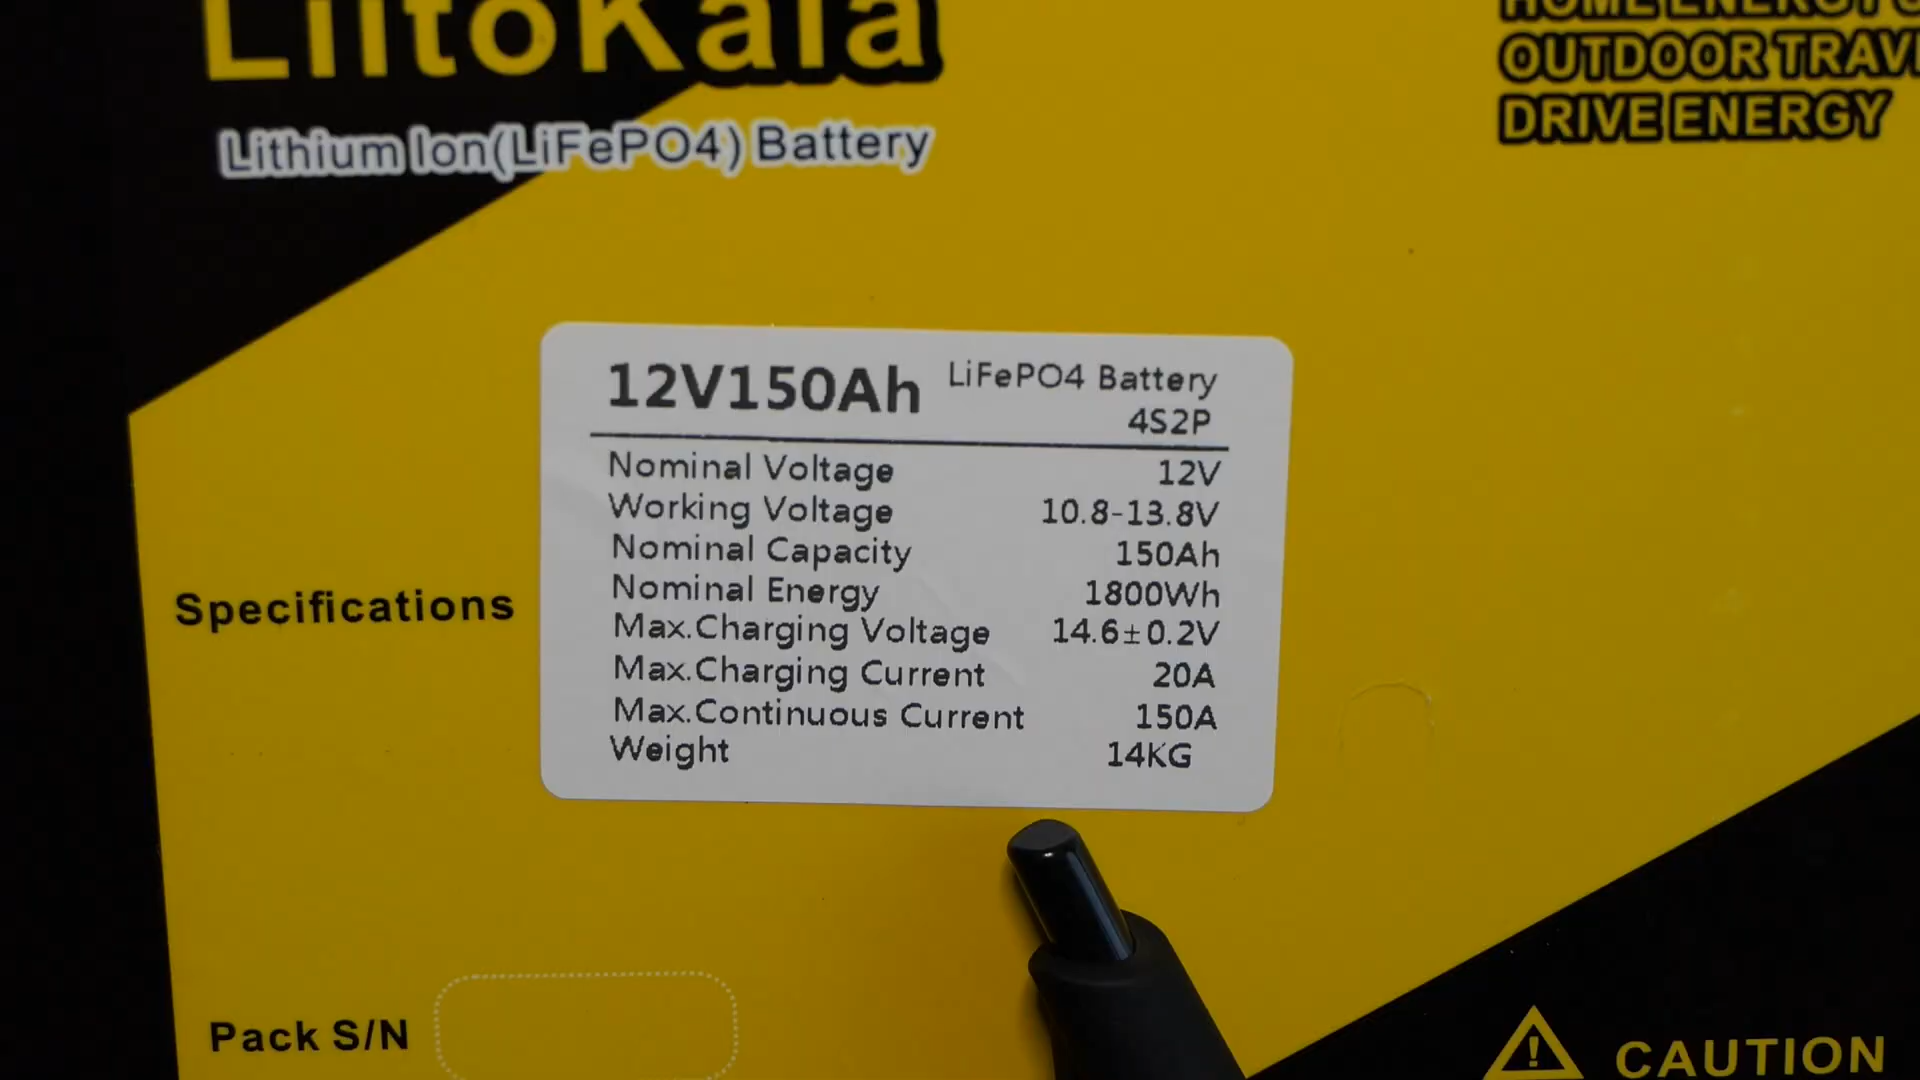 LiitoKala
Lithium Ion(LiFePO4) Battery
HOME ENERGY
OUTDOOR
DRIVE ENERGY
12V150Ah
LiFePO4 Battery
4S2P
Nominal Voltage 12V
Working Voltage 10.8-13.8V
Nominal Capacity 150Ah
Nominal Energy 1800Wh
Max.Charging Voltage 14.6±0.2V
Max.Charging Current 20A
Max.Continuous Current 150A
Weight 14KG
Specifications
Pack S/N
CAUTION